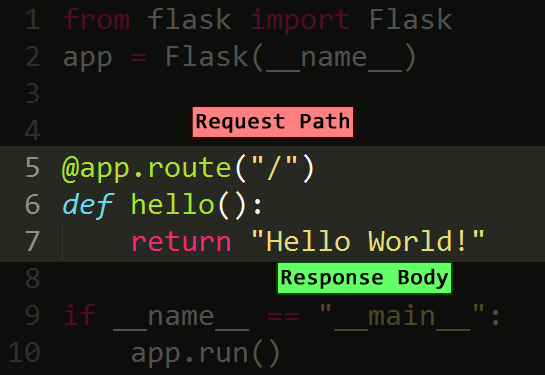 1 from flask import Flask
2 app = Flask(__name__)
3
4
Request Path
5 @app.route("/")
6 def hello():
7     return "Hello World!"
Response Body
8
9 if __name__ == "__main__":
10     app.run()